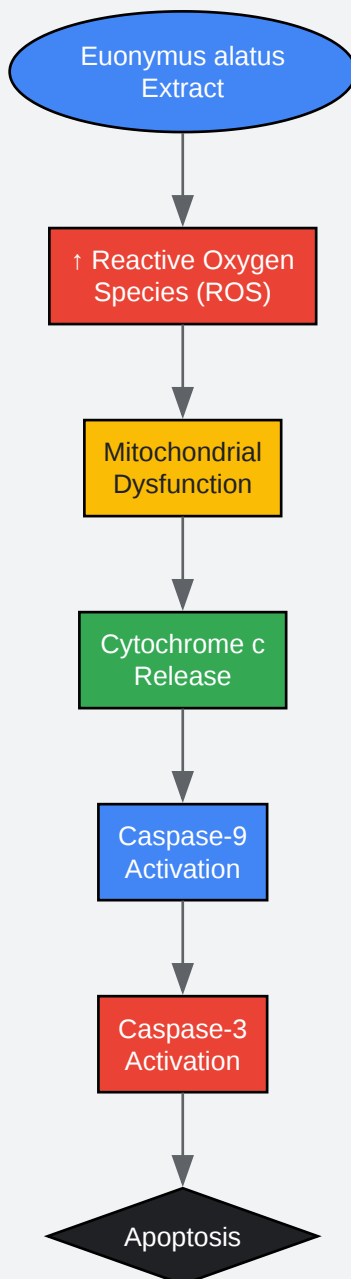 Euonymus alatus
Extract
↑ Reactive Oxygen
Species (ROS)
Mitochondrial
Dysfunction
Cytochrome c
Release
Caspase-9
Activation
Caspase-3
Activation
Apoptosis